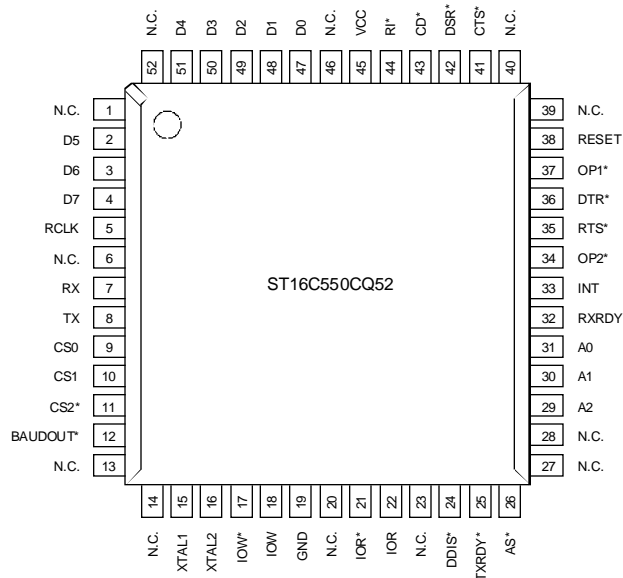 N.C. D4 D3 D2 D1 D0 N.C. VCC RI* CD* DSR* CTS* N.C.
52 51 50 49 48 47 46 45 44 43 42 41 40
N.C. 1 39 N.C.
D5 2 38 RESET
D6 3 37 OP1*
D7 4 36 DTR*
RCLK 5 35 RTS*
N.C. 6 34 OP2*
ST16C550CQ52
RX 7 33 INT
TX 8 32 RXRDY
CS0 9 31 A0
CS1 10 30 A1
CS2* 11 29 A2
BAUDOUT* 12 28 N.C.
N.C. 13 27 N.C.
14 15 16 17 18 19 20 21 22 23 24 25 26
N.C. XTAL1 XTAL2 IOW* IOW GND N.C. IOR* IOR N.C. DDIS* TXRDY* AS*